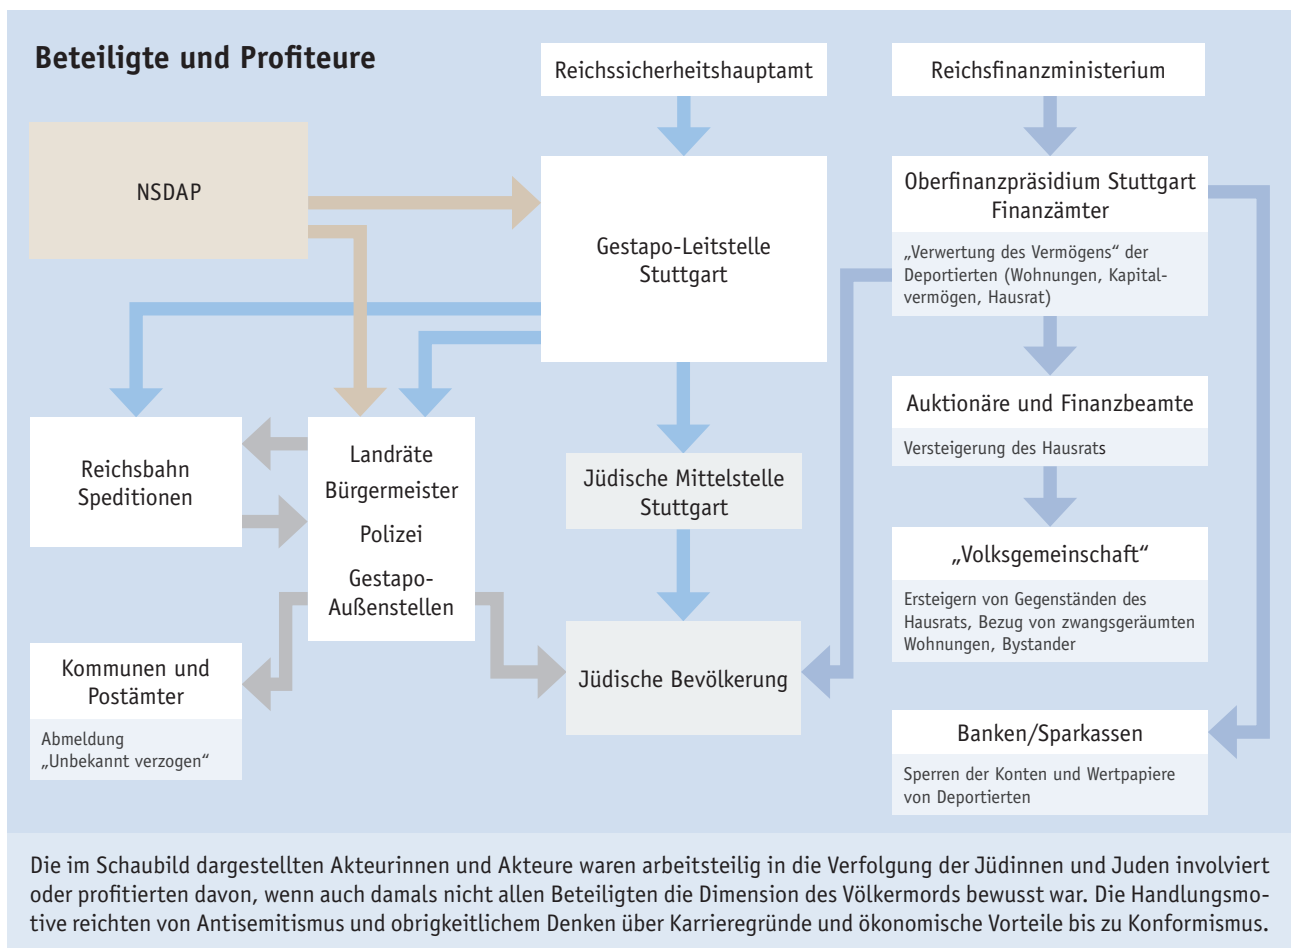 Beteiligte und Profiteure
Reichssicherheitshauptamt
Reichsfinanzministerium
NSDAP
Gestapo-Leitstelle
Stuttgart
Oberfinanzpräsidium Stuttgart
Finanzämter
„Verwertung des Vermögens“ der
Deportierten (Wohnungen, Kapital-
vermögen, Hausrat)
Auktionäre und Finanzbeamte
Versteigerung des Hausrats
Reichsbahn
Speditionen
Landräte
Bürgermeister
Polizei
Gestapo-
Außenstellen
Jüdische Mittelstelle
Stuttgart
„Volksgemeinschaft“
Ersteigern von Gegenständen des
Hausrats, Bezug von zwangsgeräumten
Wohnungen, Bystander
Kommunen und
Postämter
Abmeldung
„Unbekannt verzogen“
Jüdische Bevölkerung
Banken/Sparkassen
Sperren der Konten und Wertpapiere
von Deportierten
Die im Schaubild dargestellten Akteurinnen und Akteure waren arbeitsteilig in die Verfolgung der Jüdinnen und Juden involviert
oder profitierten davon, wenn auch damals nicht allen Beteiligten die Dimension des Völkermords bewusst war. Die Handlungsmo-
tive reichten von Antisemitismus und obrigkeitlichem Denken über Karrieregründe und ökonomische Vorteile bis zu Konformismus.